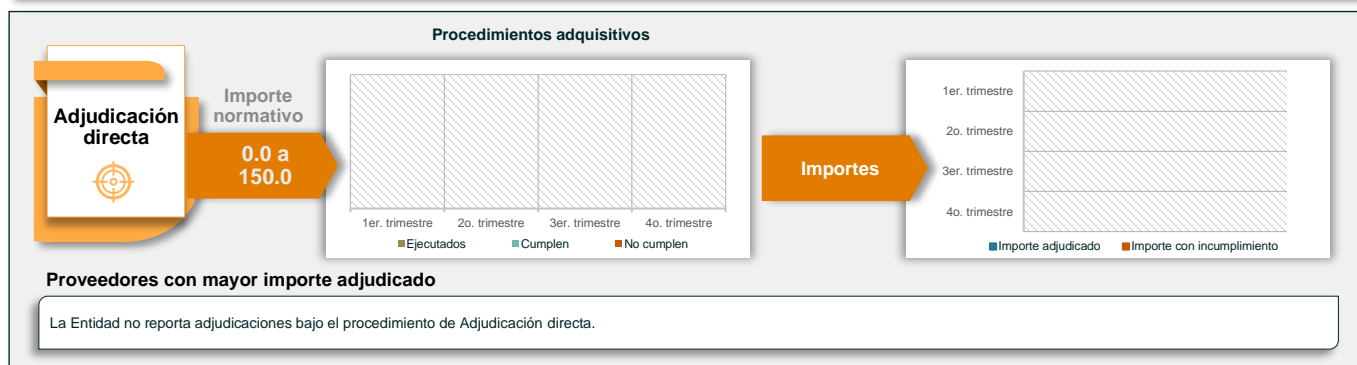 Procedimientos adquisitivos
Adjudicación
directa
Importe
normativo
0.0 a
150.0
1er. trimestre
2o. trimestre
3er. trimestre
4o. trimestre
Ejecutados
Cumplen
No cumplen
Importes
1er. trimestre
2o. trimestre
3er. trimestre
4o. trimestre
Importe adjudicado
Importe con incumplimiento
Proveedores con mayor importe adjudicado
La Entidad no reporta adjudicaciones bajo el procedimiento de Adjudicación directa.